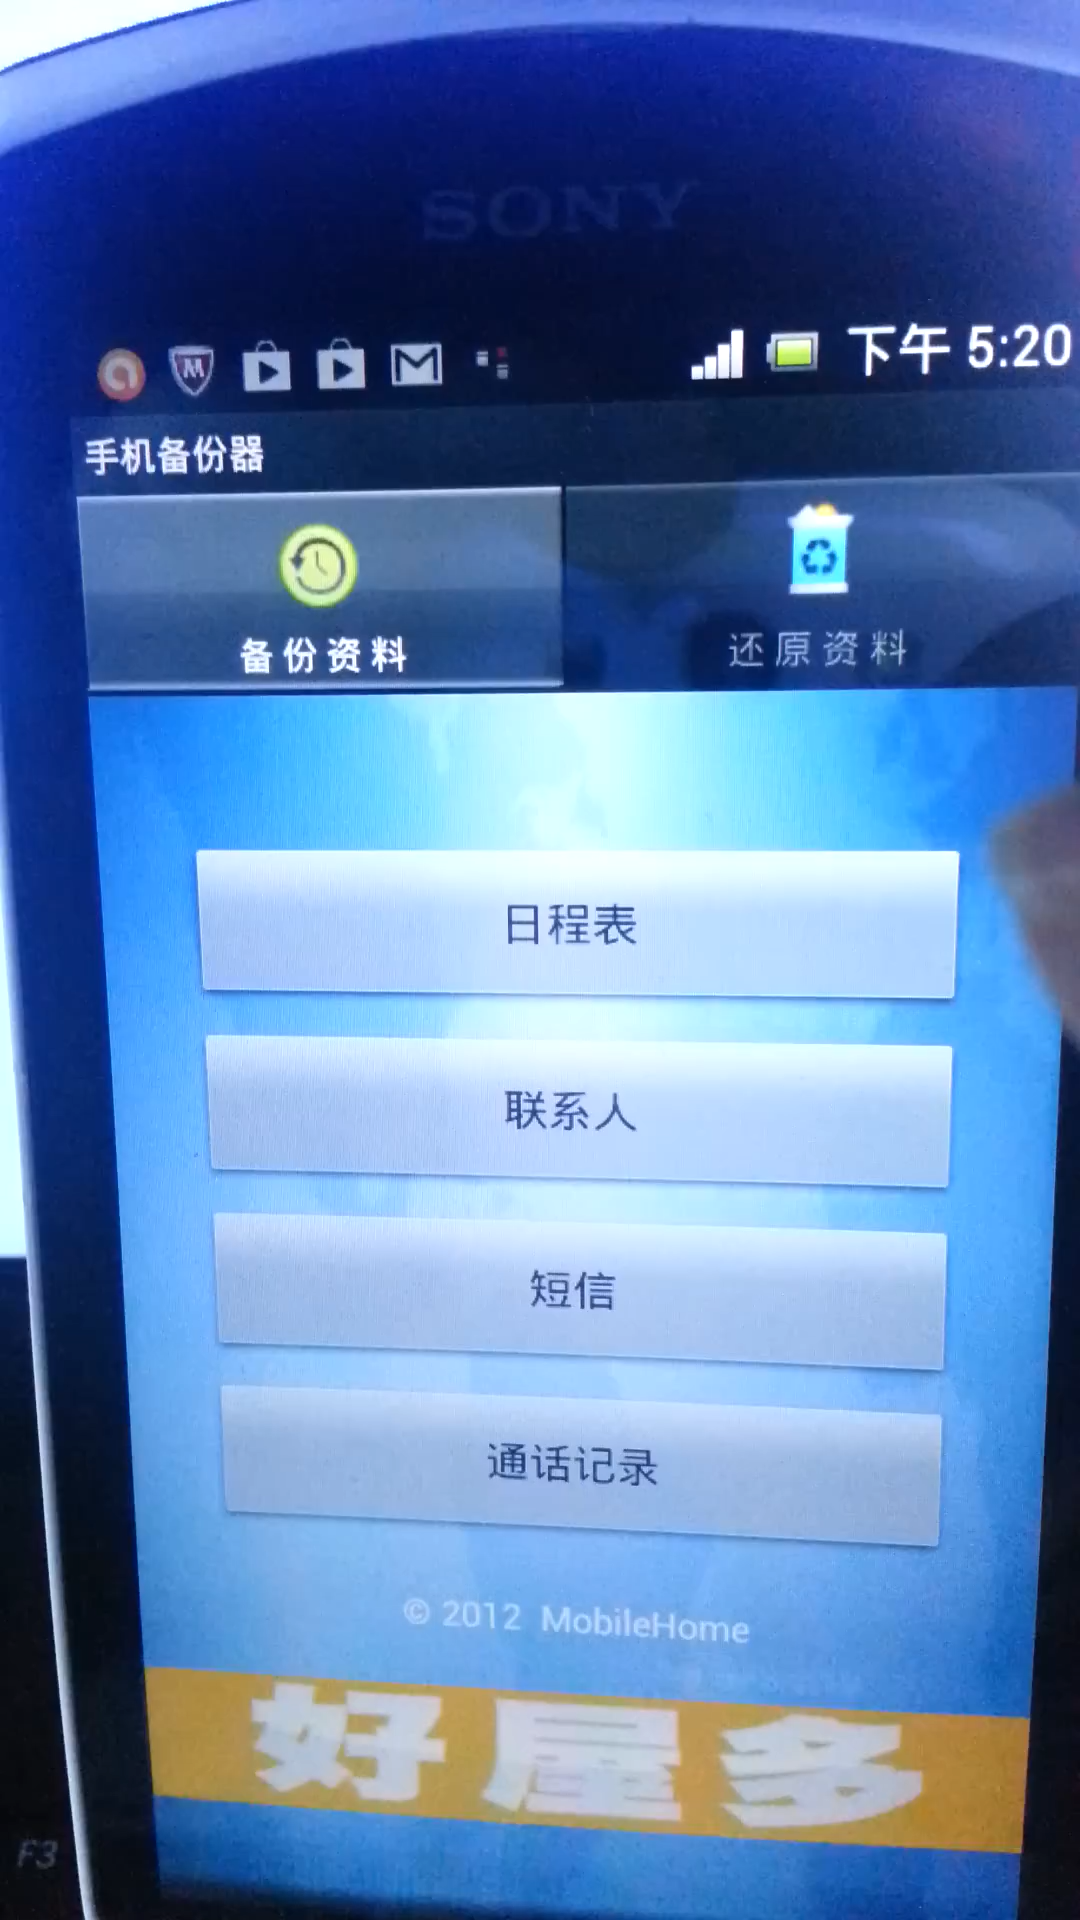 SONY
下午 5:20
手机备份器
备份资料
还原资料
日程表
联系人
短信
通话记录
© 2012 MobileHome
好屋多
F3